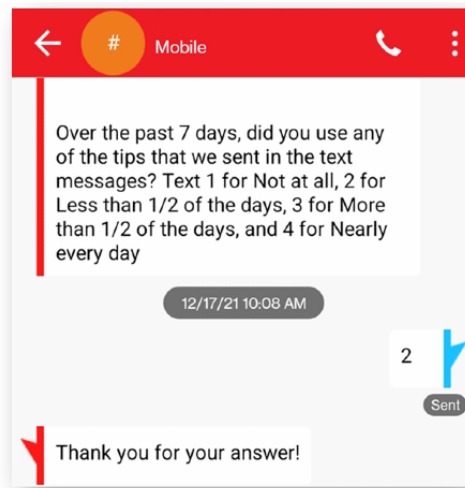 # Mobile
Over the past 7 days, did you use any
of the tips that we sent in the text
messages? Text 1 for Not at all, 2 for
Less than 1/2 of the days, 3 for More
than 1/2 of the days, and 4 for Nearly
every day
12/17/21 10:08 AM
2
Sent
Thank you for your answer!